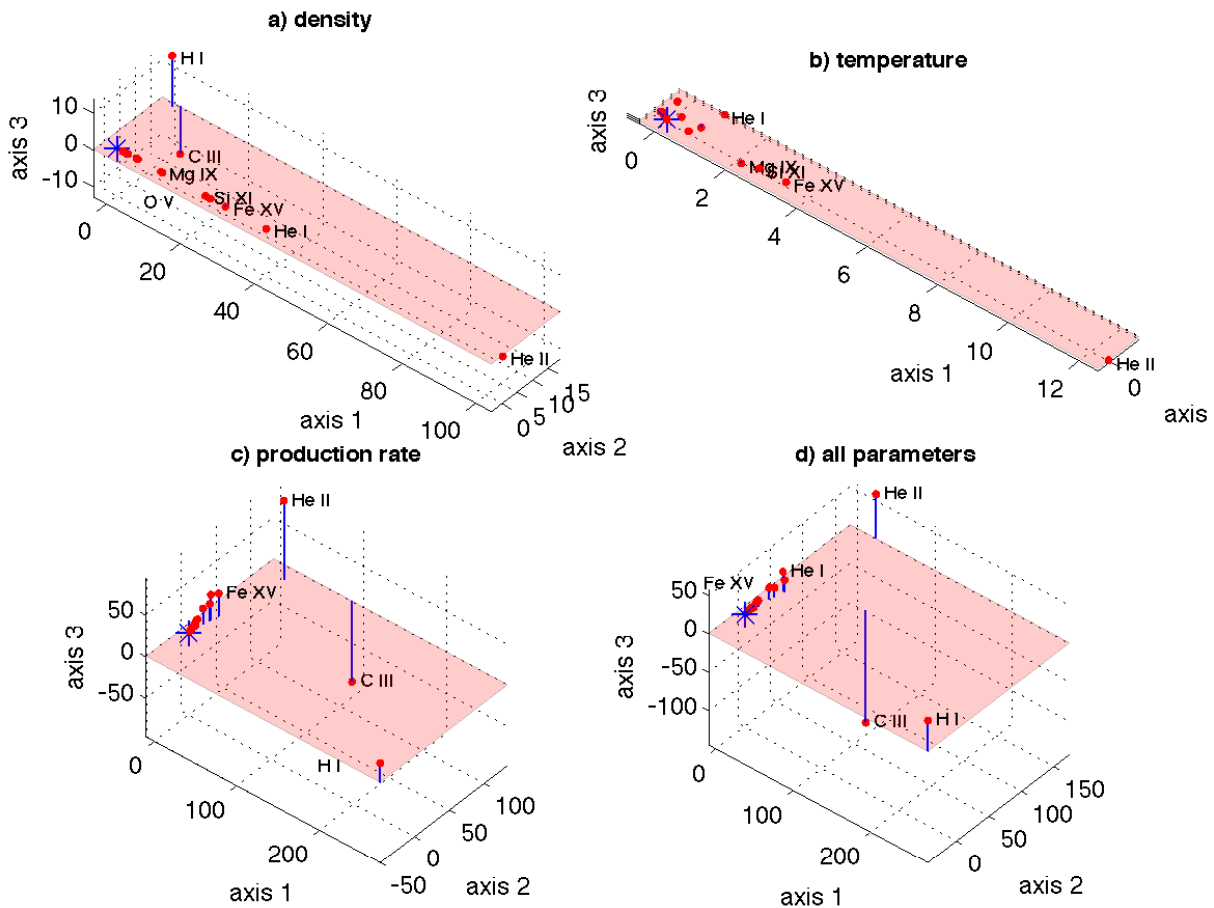 a) density
H I
C III
Mg IX
O V
Si XI
Fe XV
He I
He II
axis 3
10
0
-10
0
20
40
60
80
100
axis 1
0
5
10
15
axis 2
b) temperature
He I
Mg IX
Si XI
Fe XV
He II
axis 3
0
2
4
6
8
10
12
axis 1
0
axis
c) production rate
He II
Fe XV
C III
H I
axis 3
50
0
-50
0
100
200
axis 1
-50
0
50
100
axis 2
d) all parameters
He II
Fe XV
He I
C III
H I
axis 3
50
0
-50
-100
0
100
200
axis 1
0
50
100
150
axis 2